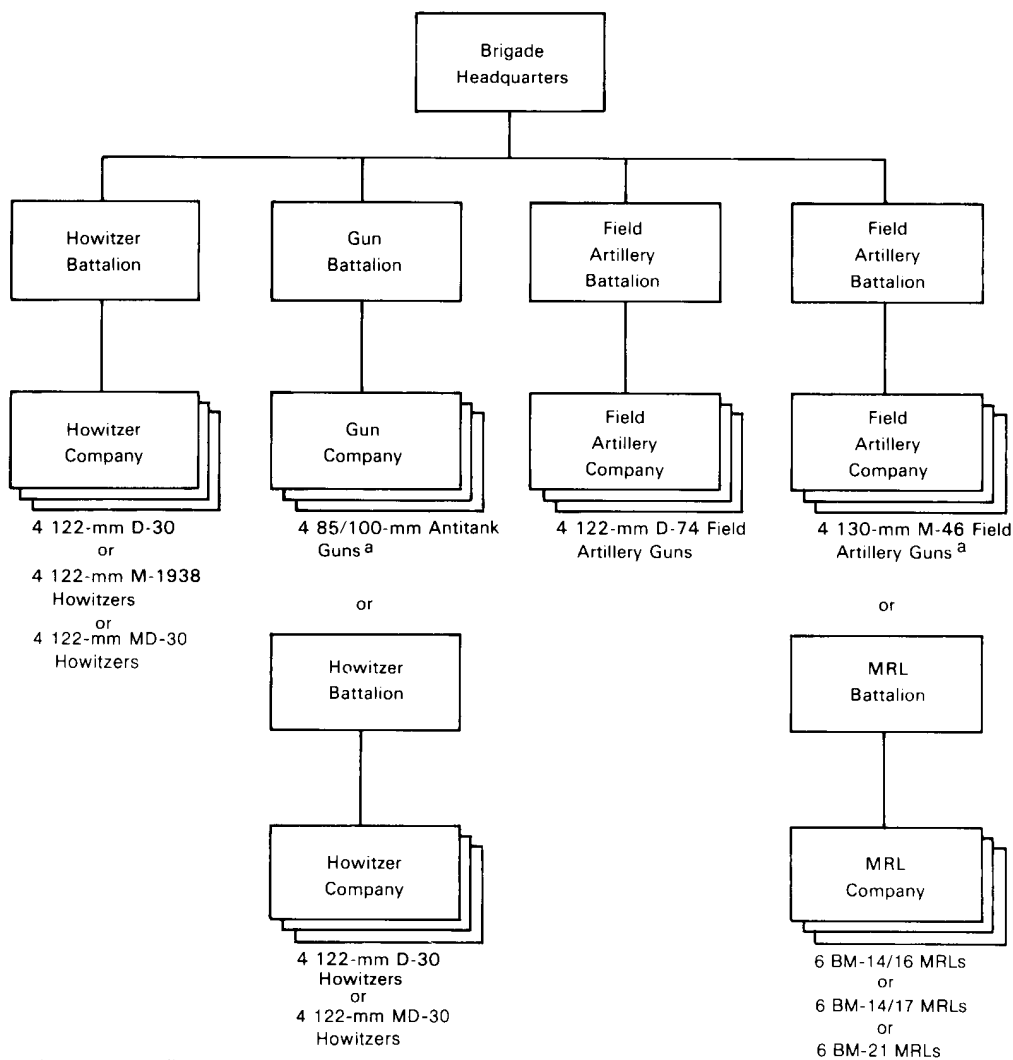 Brigade
Headquarters
Howitzer
Battalion
Gun
Battalion
Field
Artillery
Battalion
Field
Artillery
Battalion
Howitzer
Company
Gun
Company
Field
Artillery
Company
Field
Artillery
Company
4 122-mm D-30
or
4 122-mm M-1938
Howitzers
or
4 122-mm MD-30
Howitzers
4 85/100-mm Antitank
Guns a
or
4 122-mm D-74 Field
Artillery Guns
4 130-mm M-46 Field
Artillery Guns a
or
Howitzer
Battalion
MRL
Battalion
Howitzer
Company
MRL
Company
4 122-mm D-30
Howitzers
or
4 122-mm MD-30
Howitzers
6 BM-14/16 MRLs
or
6 BM-14/17 MRLs
or
6 BM-21 MRLs